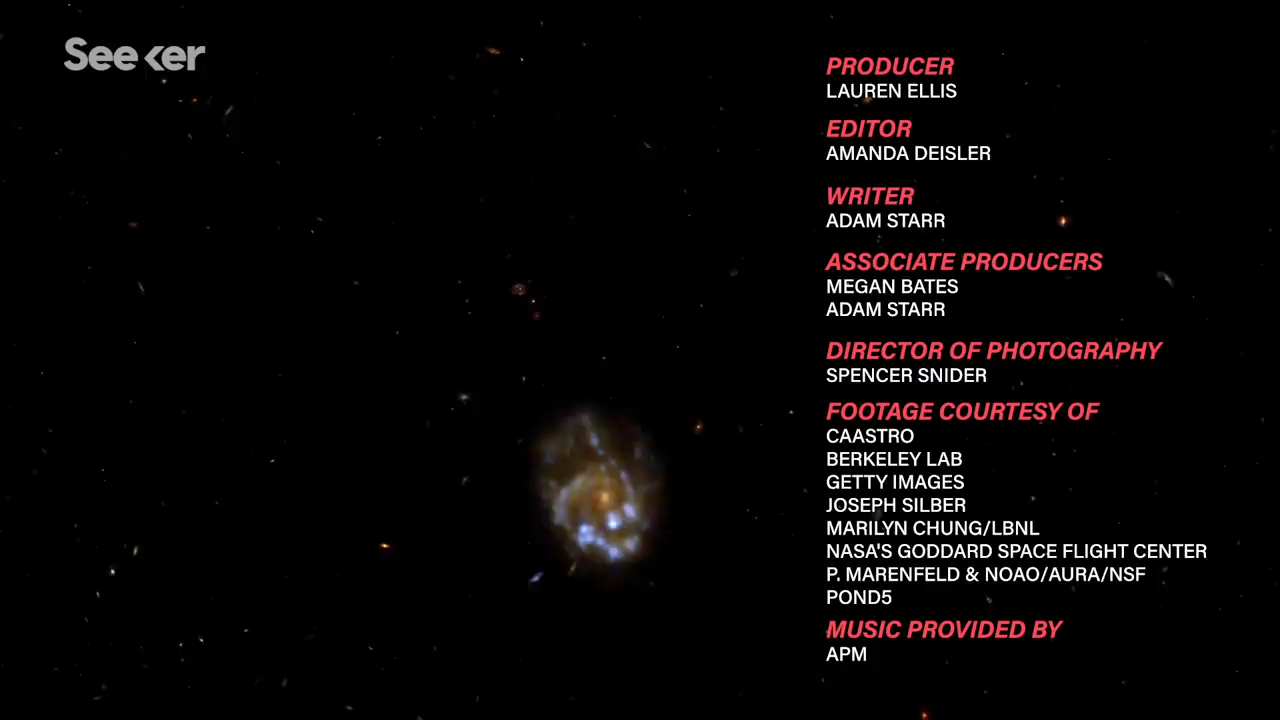 Seeker
PRODUCER
LAUREN ELLIS
EDITOR
AMANDA DEISLER
WRITER
ADAM STARR
ASSOCIATE PRODUCERS
MEGAN BATES
ADAM STARR
DIRECTOR OF PHOTOGRAPHY
SPENCER SNIDER
FOOTAGE COURTESY OF
CAASTRO
BERKELEY LAB
GETTY IMAGES
JOSEPH SILBER
MARILYN CHUNG/LBNL
NASA'S GODDARD SPACE FLIGHT CENTER
P. MARENFELD & NOAO/AURA/NSF
POND5
MUSIC PROVIDED BY
APM